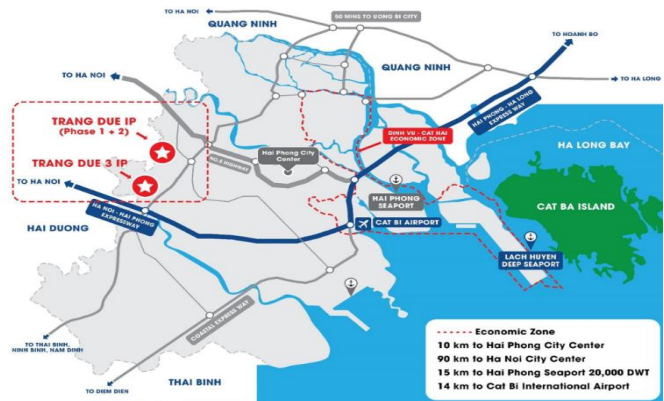 50 MINS TO UONG BI CITY
QUANG NINH
TO HA NOI
TO HOANH BO
QUANG NINH
TO HA NOI
TO HA LONG
HAI PHONG - HA LONG
EXPRESS WAY
TRANG DUE IP
(Phase 1 + 2)
DINH VU - CAT HAI
ECONOMIC ZONE
NO.5 HIGHWAY
Hai Phong City
Center
HA LONG BAY
TRANG DUE 3 IP
TO HA NOI
HAI PHONG
SEAPORT
CAT BA ISLAND
HA NOI - HAI PHONG
EXPRESSWAY
CAT BI AIRPORT
HAI DUONG
LACH HUYEN
DEEP SEAPORT
COASTAL EXPRESS WAY
TO THAI BINH,
NINH BINH, NAM DINH
THAI BINH
TO DIEM DIEN
Economic Zone
10 km to Hai Phong City Center
90 km to Ha Noi City Center
15 km to Hai Phong Seaport 20,000 DWT
14 km to Cat Bi International Airport